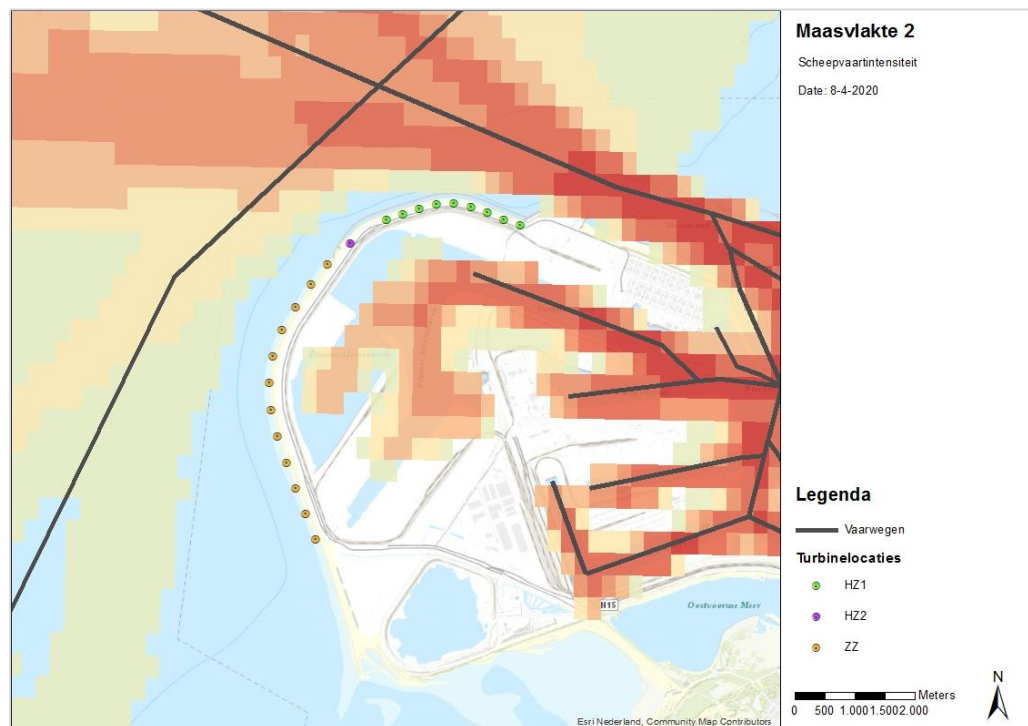 Maasvlakte 2
Scheepvaartintensiteit
Date: 8-4-2020
Legenda
Vaarwegen
Turbinelocaties
HZ1
HZ2
ZZ
N15
Oostvoornse Meer
Meters
0 500 1.000 1.500 2.000
N
Esri Nederland, Community Map Contributors